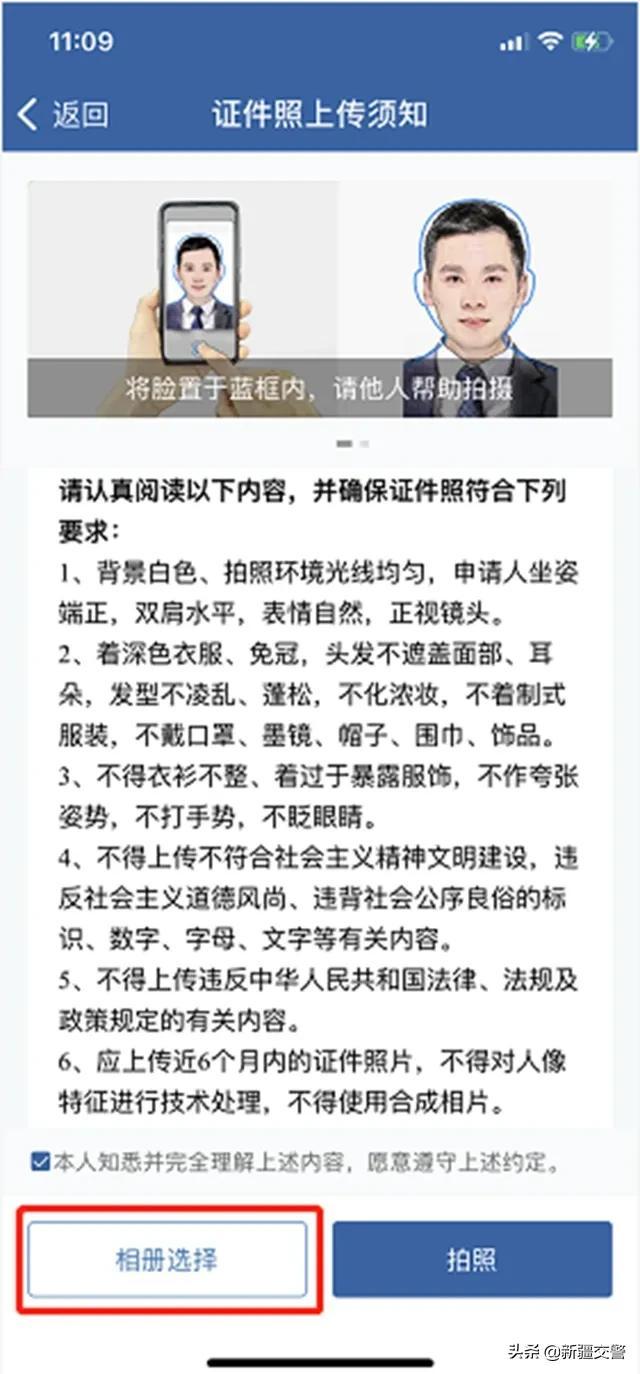 11:09
返回
证件照上传须知
将脸置于蓝框内，请他人帮助拍摄
请认真阅读以下内容，并确保证件照符合下列
要求：
1、背景白色、拍照环境光线均匀，申请人坐姿
端正，双肩水平，表情自然，正视镜头。
2、着深色衣服、免冠，头发不遮盖面部、耳
朵，发型不凌乱、蓬松，不化浓妆，不着制式
服装，不戴口罩、墨镜、帽子、围巾、饰品。
3、不得衣衫不整、着过于暴露服饰，不作夸张
姿势，不打手势，不眨眼睛。
4、不得上传不符合社会主义精神文明建设，违
反社会主义道德风尚、违背社会公序良俗的标
识、数字、字母、文字等有关内容。
5、不得上传违反中华人民共和国法律、法规及
政策规定的有关内容。
6、应上传近6个月内的证件照片，不得对人像
特征进行技术处理，不得使用合成相片。
本人知悉并完全理解上述内容，愿意遵守上述约定。
相册选择
拍照
头条 @新疆交警